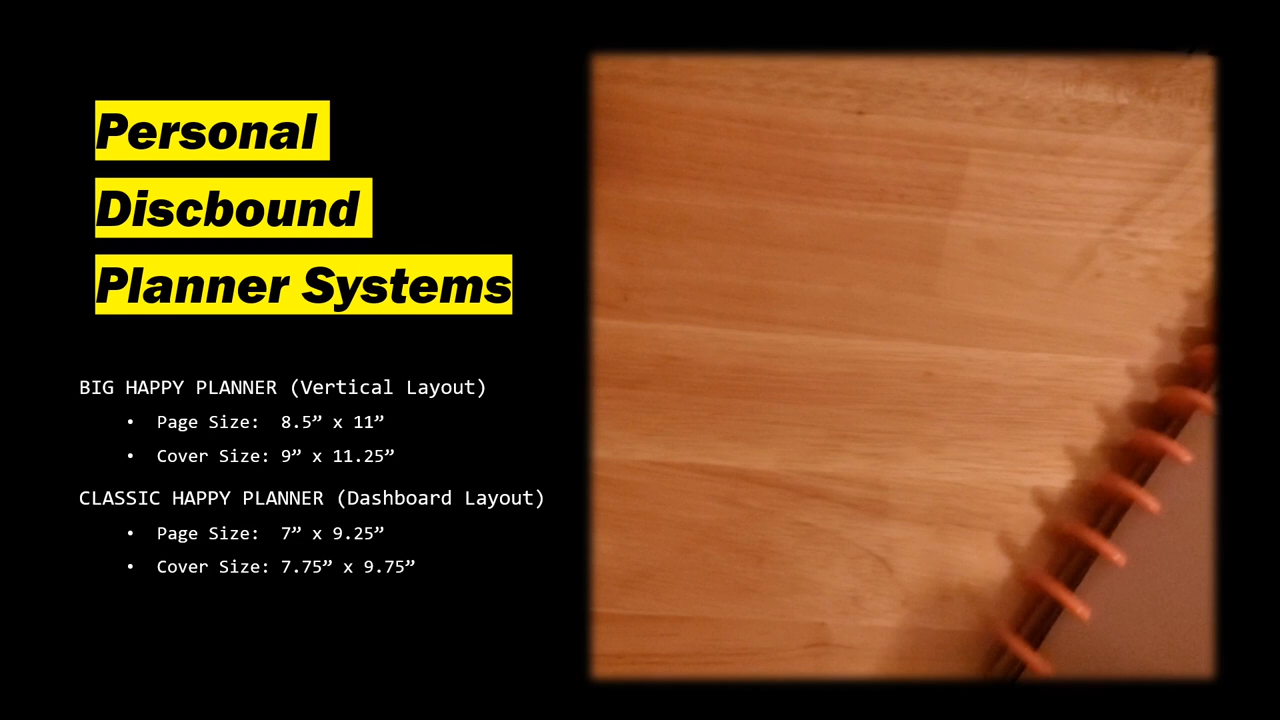 Personal
Discbound
Planner Systems
BIG HAPPY PLANNER (Vertical Layout)
• Page Size:  8.5” x 11”
• Cover Size: 9” x 11.25”
CLASSIC HAPPY PLANNER (Dashboard Layout)
• Page Size:  7” x 9.25”
• Cover Size: 7.75” x 9.75”